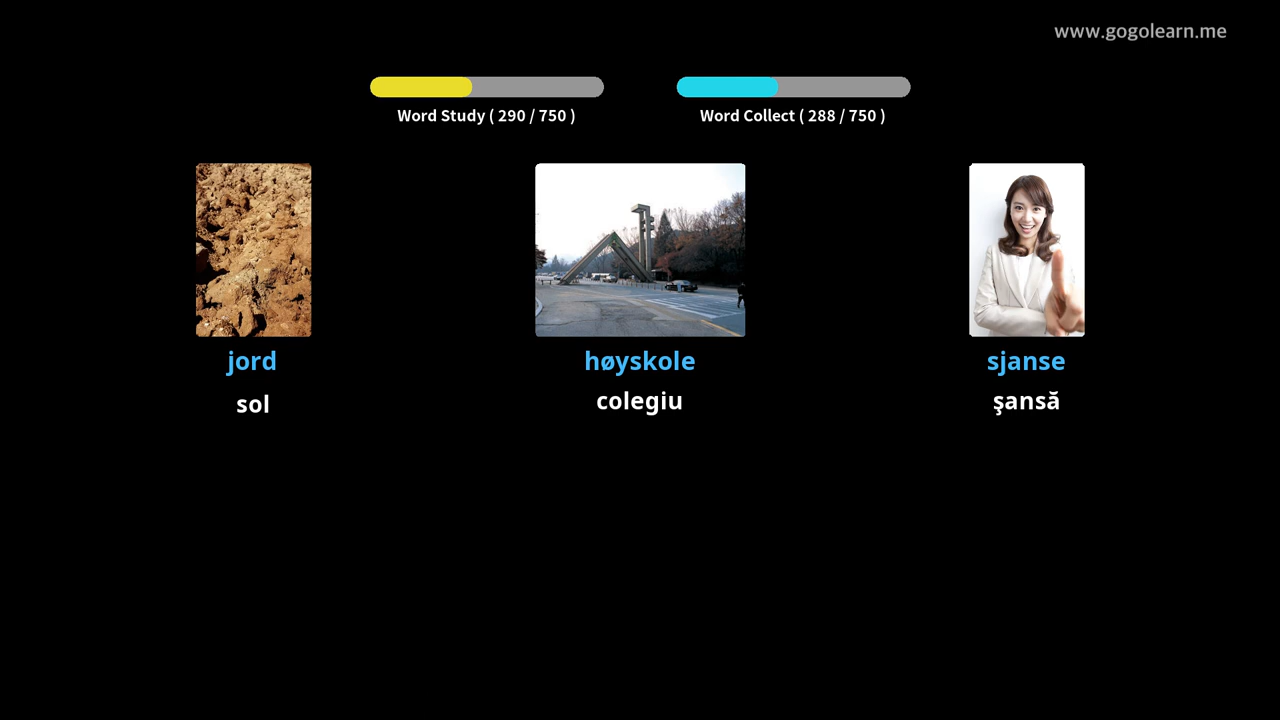 www.gogolearn.me
Word Study ( 290 / 750 )
Word Collect ( 288 / 750 )
jord
høyskole
sjanse
sol
colegiu
şansă